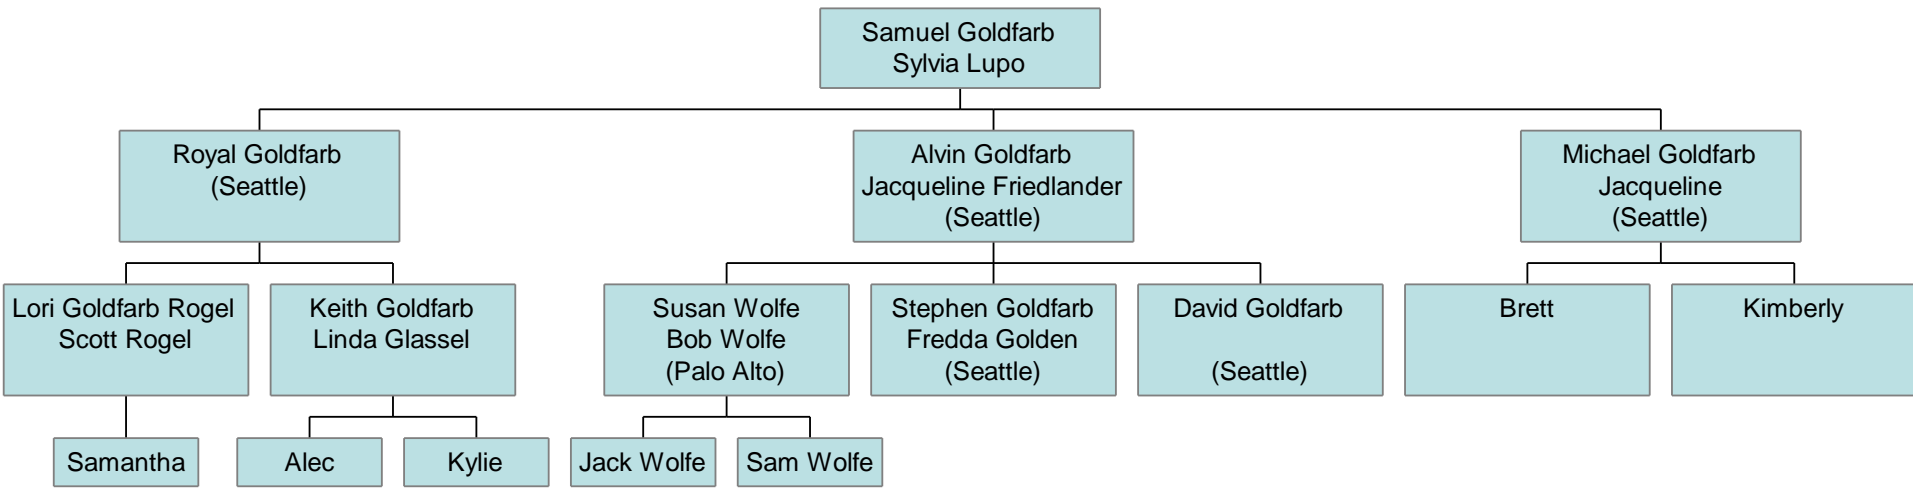 Samuel Goldfarb
Sylvia Lupo
Royal Goldfarb
(Seattle)
Alvin Goldfarb
Jacqueline Friedlander
(Seattle)
Michael Goldfarb
Jacqueline
(Seattle)
Lori Goldfarb Rogel
Scott Rogel
Keith Goldfarb
Linda Glassel
Susan Wolfe
Bob Wolfe
(Palo Alto)
Stephen Goldfarb
Fredda Golden
(Seattle)
David Goldfarb
(Seattle)
Brett
Kimberly
Samantha
Alec
Kylie
Jack Wolfe
Sam Wolfe